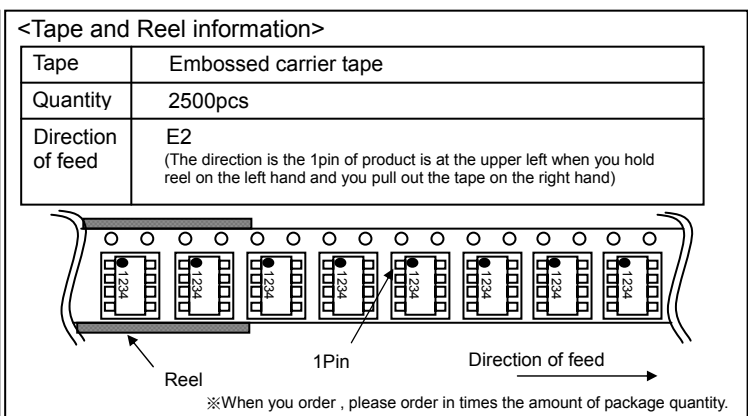 <Tape and Reel information>
Tape Embossed carrier tape
Quantity 2500pcs
Direction of feed E2
(The direction is the 1pin of product is at the upper left when you hold
reel on the left hand and you pull out the tape on the right hand)
1234 1234 1234 1234 1234 1234 1234 1234
Reel 1Pin Direction of feed
※When you order , please order in times the amount of package quantity.